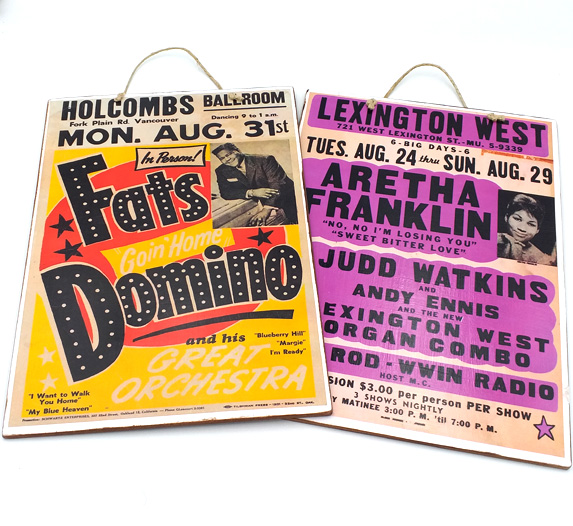 HOLCOMBS BALLROOM
Fork Plain Rd. Vancouver Dancing 9 to 1 a.m.
MON. AUG. 31st
In Person!
Fats
"Goin' Home"
Domino
and his
GREAT
ORCHESTRA
"Blueberry Hill"
"Margie"
I'm Ready"
"I Want to Walk
You Home"
"My Blue Heaven"
LEXINGTON WEST
721 WEST LEXINGTON ST.-MU. 5-9339
6-BIG DAYS-6
TUES. AUG. 24 thru SUN. AUG. 29
ARETHA
FRANKLIN
"NO, NO I'M LOSING YOU"
"SWEET BITTER LOVE"
JUDD WATKINS
AND
ANDY ENNIS
AND THE NEW
EXINGTON WEST
ORGAN COMBO
ROD-WWIN RADIO
HOST M.C.
SION $3.00 per person PER SHOW
3 SHOWS NIGHTLY
Y MATINEE 3:00 P. M. 'til 7:00 P. M.